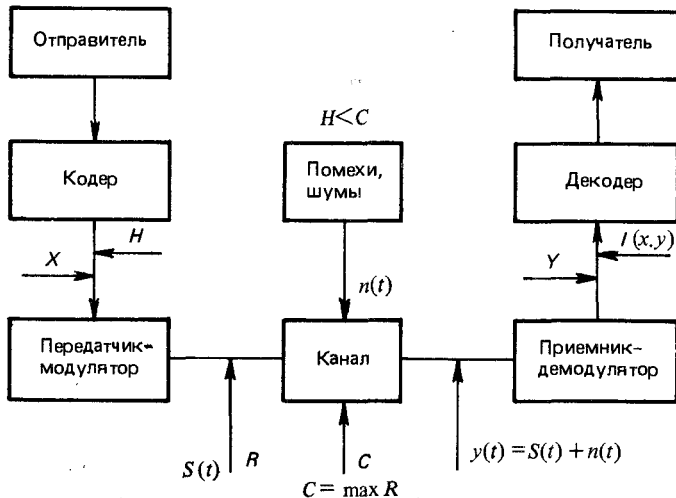 Отправитель
Получатель
H<C
Кодер
Помехи,
шумы
Декодер
H
X
I(x,y)
Y
n(t)
Передатчик-
модулятор
Канал
Приемник-
демодулятор
S(t)
R
C
C = max R
y(t) = S(t) + n(t)